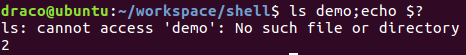 draco@ubuntu:~/workspace/shell$ ls demo;echo $?
ls: cannot access 'demo': No such file or directory
2